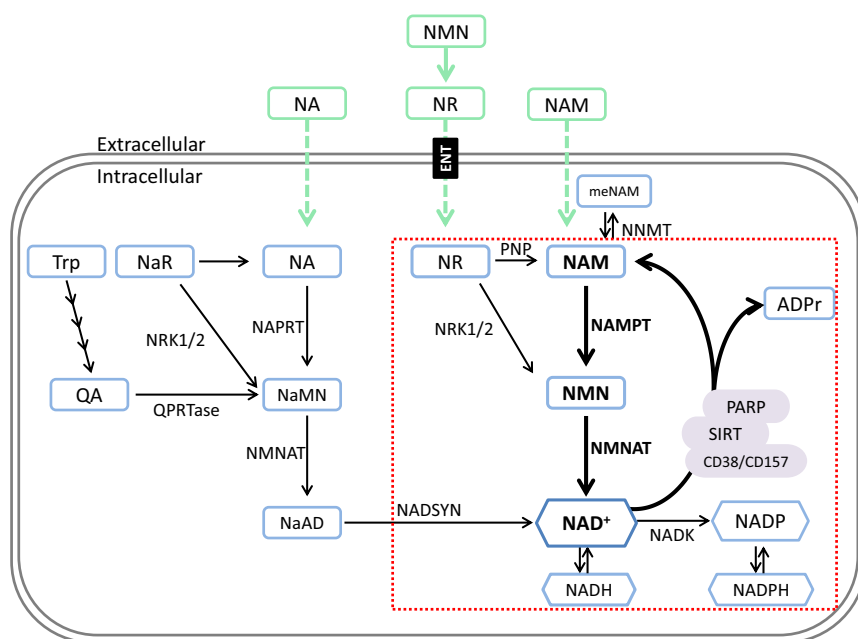 NMN
NA
NR
NAM
Extracellular
ENT
Intracellular
meNAM
NNMT
Trp
NaR
NA
NR
PNP
NAM
ADPr
NRK1/2
NAPRT
NRK1/2
NAMPT
QA
QPRTase
NaMN
NMN
PARP
SIRT
CD38/CD157
NMNAT
NMNAT
NaAD
NADSYN
NAD+
NADK
NADP
NADH
NADPH